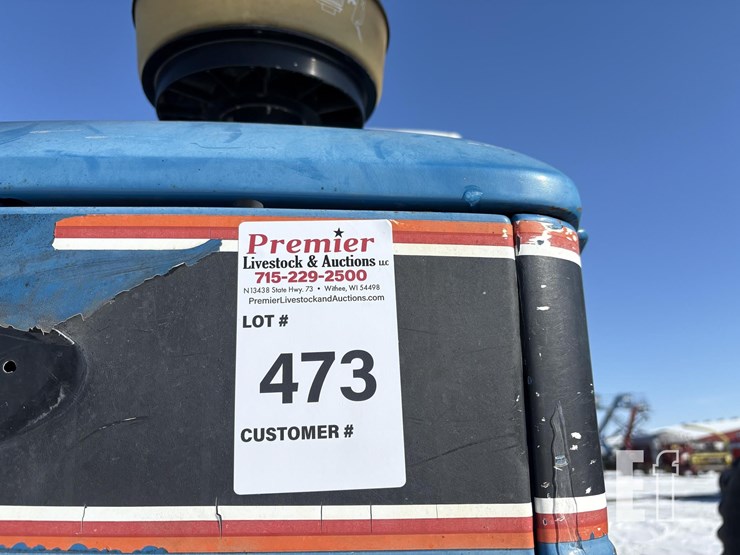 Premier
Livestock & Auctions LLC
715-229-2500
N13438 State Hwy. 73 • Withee, WI 54498
PremierLivestockandAuctions.com
LOT #
473
CUSTOMER #
Ef